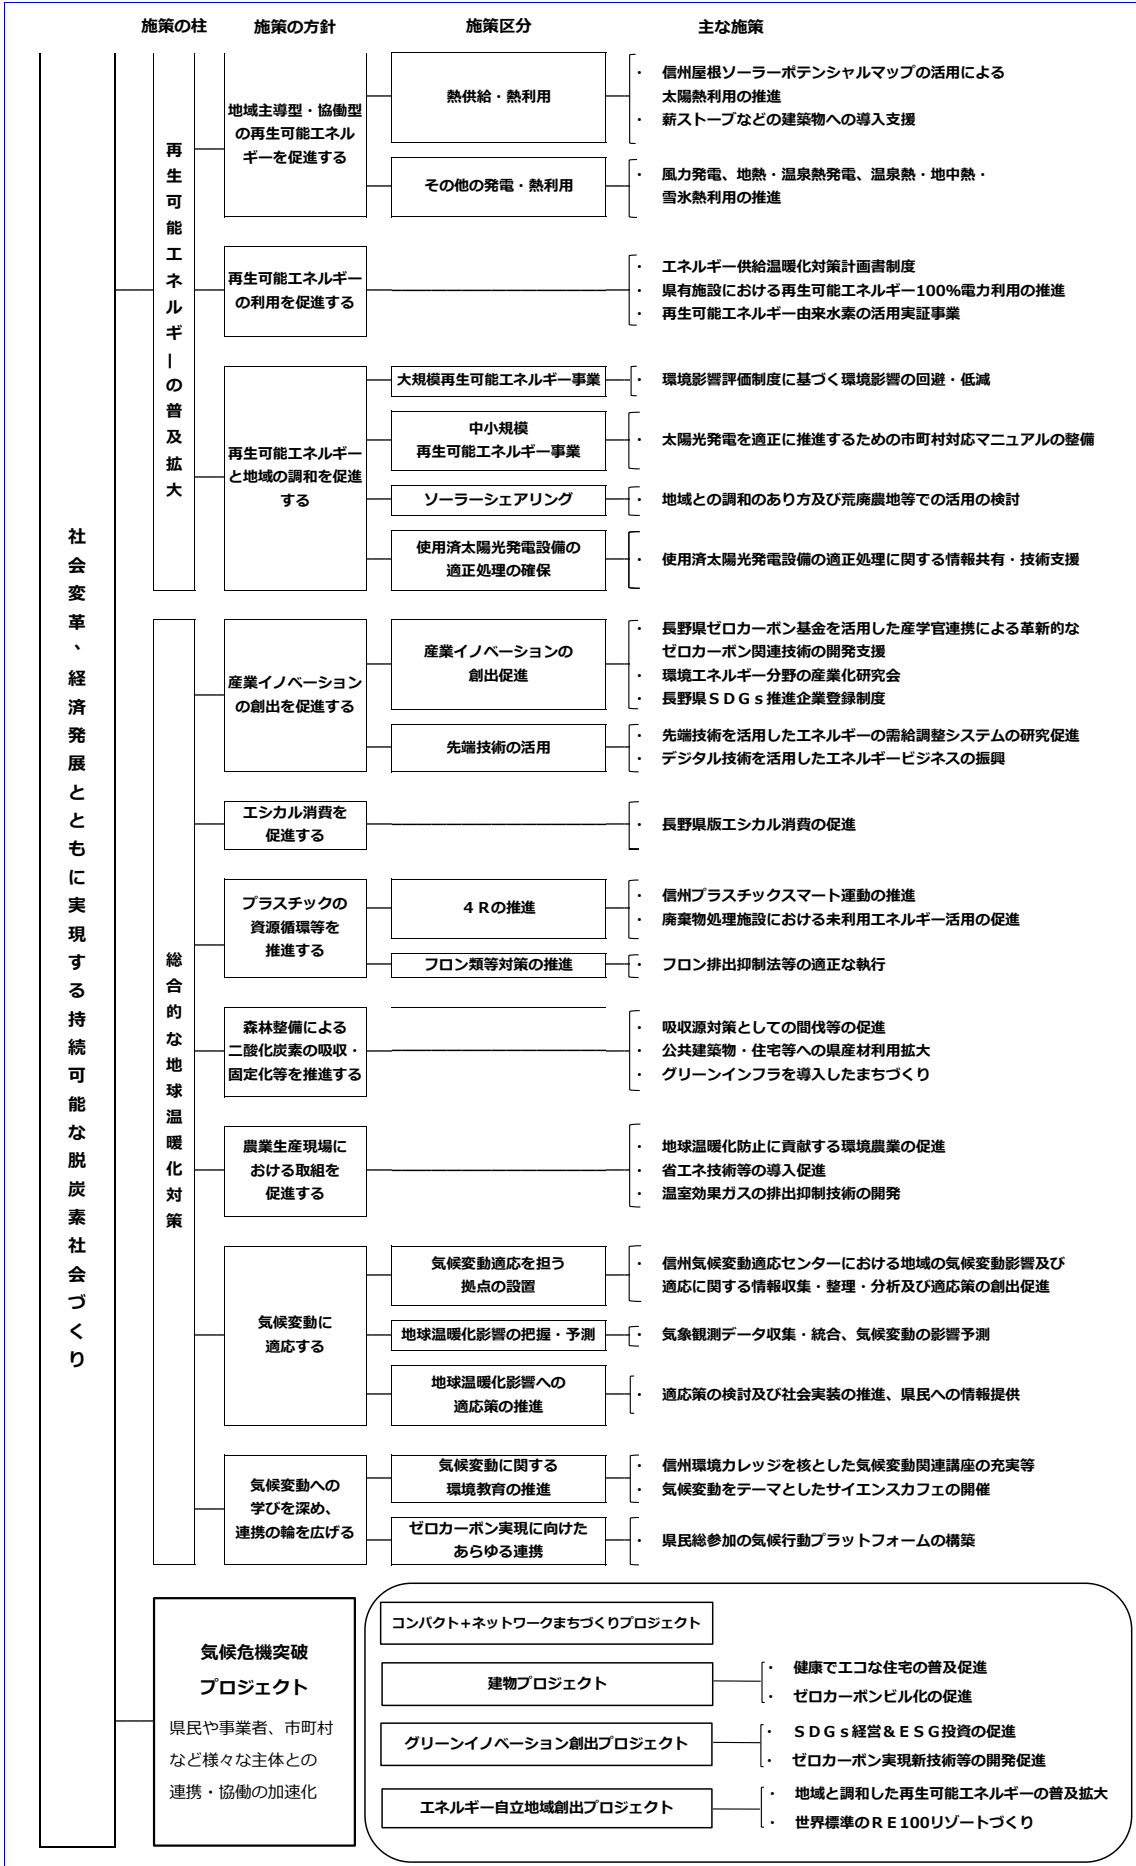 施策の柱 施策の方針 施策区分 主な施策
社会変革、経済発展とともに実現する持続可能な脱炭素社会づくり
再生可能エネルギーの普及拡大
地域主導型・協働型
の再生可能エネル
ギーを促進する
熱供給・熱利用
・ 信州屋根ソーラーポテンシャルマップの活用による
太陽熱利用の推進
・ 薪ストーブなどの建築物への導入支援
その他の発電・熱利用
・ 風力発電、地熱・温泉熱発電、温泉熱・地中熱・
雪氷熱利用の推進
再生可能エネルギー
の利用を促進する
・ エネルギー供給温暖化対策計画書制度
・ 県有施設における再生可能エネルギー100%電力利用の推進
・ 再生可能エネルギー由来水素の活用実証事業
再生可能エネルギー
と地域の調和を促進
する
大規模再生可能エネルギー事業
・ 環境影響評価制度に基づく環境影響の回避・低減
中小規模
再生可能エネルギー事業
・ 太陽光発電を適正に推進するための市町村対応マニュアルの整備
ソーラーシェアリング
・ 地域との調和のあり方及び荒廃農地等での活用の検討
使用済太陽光発電設備の
適正処理の確保
・ 使用済太陽光発電設備の適正処理に関する情報共有・技術支援
総合的な地球温暖化対策
産業イノベーション
の創出を促進する
産業イノベーションの
創出促進
・ 長野県ゼロカーボン基金を活用した産学官連携による革新的な
ゼロカーボン関連技術の開発支援
・ 環境エネルギー分野の産業化研究会
・ 長野県SDGs推進企業登録制度
先端技術の活用
・ 先端技術を活用したエネルギーの需給調整システムの研究促進
・ デジタル技術を活用したエネルギービジネスの振興
エシカル消費を
促進する
・ 長野県版エシカル消費の促進
プラスチックの
資源循環等を
推進する
4Rの推進
・ 信州プラスチックスマート運動の推進
・ 廃棄物処理施設における未利用エネルギー活用の促進
フロン類等対策の推進
・ フロン排出抑制法等の適正な執行
森林整備による
二酸化炭素の吸収・
固定化等を推進する
・ 吸収源対策としての間伐等の促進
・ 公共建築物・住宅等への県産材利用拡大
・ グリーンインフラを導入したまちづくり
農業生産現場に
おける取組を
促進する
・ 地球温暖化防止に貢献する環境農業の促進
・ 省エネ技術等の導入促進
・ 温室効果ガスの排出抑制技術の開発
気候変動に
適応する
気候変動適応を担う
拠点の設置
・ 信州気候変動適応センターにおける地域の気候変動影響及び
適応に関する情報収集・整理・分析及び適応策の創出促進
地球温暖化影響の把握・予測
・ 気象観測データ収集・統合、気候変動の影響予測
地球温暖化影響への
適応策の推進
・ 適応策の検討及び社会実装の推進、県民への情報提供
気候変動への
学びを深め、
連携の輪を広げる
気候変動に関する
環境教育の推進
・ 信州環境カレッジを核とした気候変動関連講座の充実等
・ 気候変動をテーマとしたサイエンスカフェの開催
ゼロカーボン実現に向けた
あらゆる連携
・ 県民総参加の気候行動プラットフォームの構築
気候危機突破
プロジェクト
県民や事業者、市町村
など様々な主体との
連携・協働の加速化
コンパクト+ネットワークまちづくりプロジェクト
建物プロジェクト
・ 健康でエコな住宅の普及促進
・ ゼロカーボンビル化の促進
グリーンイノベーション創出プロジェクト
・ SDGs経営&ESG投資の促進
・ ゼロカーボン実現新技術等の開発促進
エネルギー自立地域創出プロジェクト
・ 地域と調和した再生可能エネルギーの普及拡大
・ 世界標準のRE100リゾートづくり